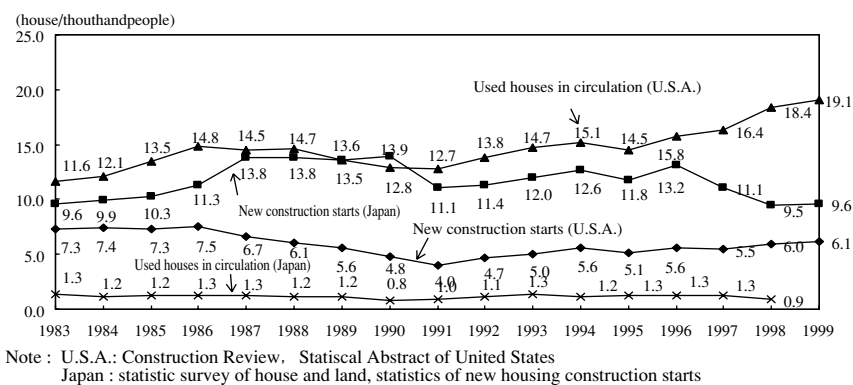 (house/thouthandpeople)
25.0
20.0
15.0
10.0
5.0
0.0
Used houses in circulation (U.S.A.)
11.6 12.1 13.5 14.8 14.5 14.7 13.6 12.8 12.7 13.8 14.7 15.1 14.5 15.8 16.4 18.4 19.1
New construction starts (Japan)
9.6 9.9 10.3 11.3 13.8 13.8 13.5 13.9 11.1 11.4 12.0 12.6 11.8 13.2 11.1 9.5 9.6
New construction starts (U.S.A.)
7.3 7.4 7.3 7.5 6.7 6.1 5.6 4.8 4.0 4.7 5.0 5.6 5.1 5.6 5.5 6.0 6.1
Used houses in circulation (Japan)
1.3 1.2 1.2 1.3 1.3 1.2 1.2 0.8 1.0 1.1 1.3 1.2 1.3 1.3 1.3 0.9
1983 1984 1985 1986 1987 1988 1989 1990 1991 1992 1993 1994 1995 1996 1997 1998 1999
Note : U.S.A.: Construction Review, Statiscal Abstract of United States
Japan : statistic survey of house and land, statistics of new housing construction starts